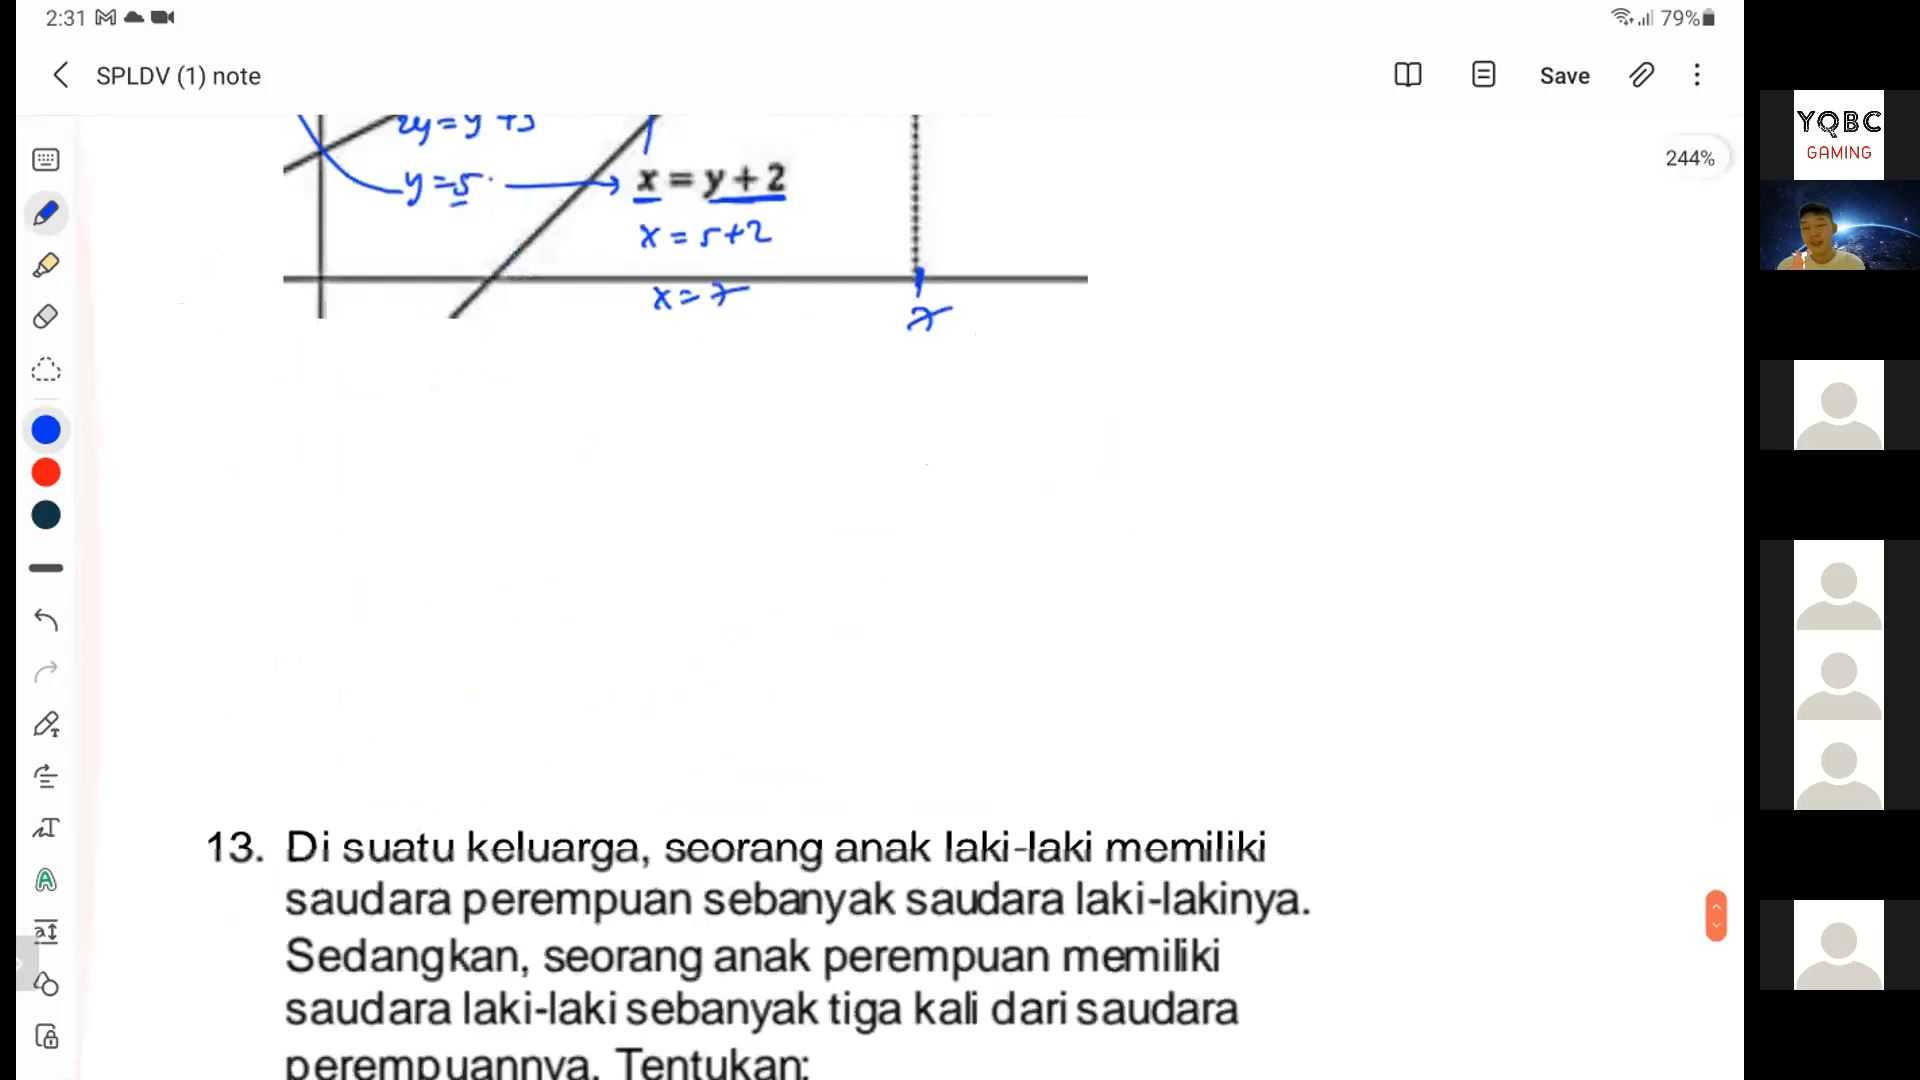 2:31
79%
SPLDV (1) note
Save
244%
YQBC
GAMING
2y = y + 5
y = 5
x = y + 2
x = 5 + 2
x = 7
7
13. Di suatu keluarga, seorang anak laki-laki memiliki
saudara perempuan sebanyak saudara laki-lakinya.
Sedangkan, seorang anak perempuan memiliki
saudara laki-laki sebanyak tiga kali dari saudara
perempuannya. Tentukan: